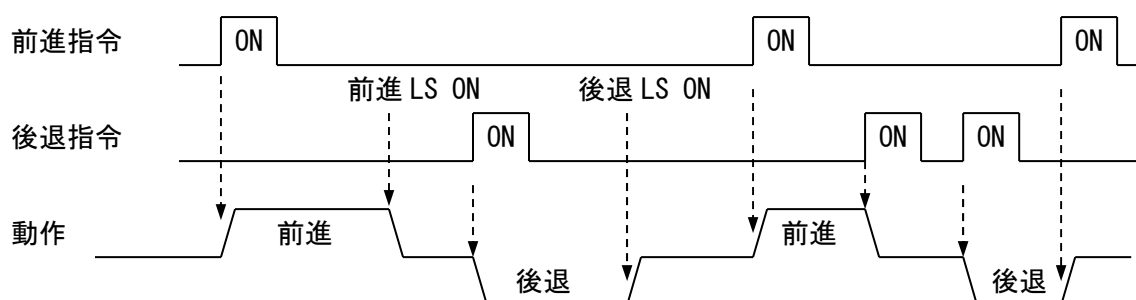 前進指令 ON ON ON
前進 LS ON 後退 LS ON
後退指令 ON ON ON
動作 前進 前進
後退 後退